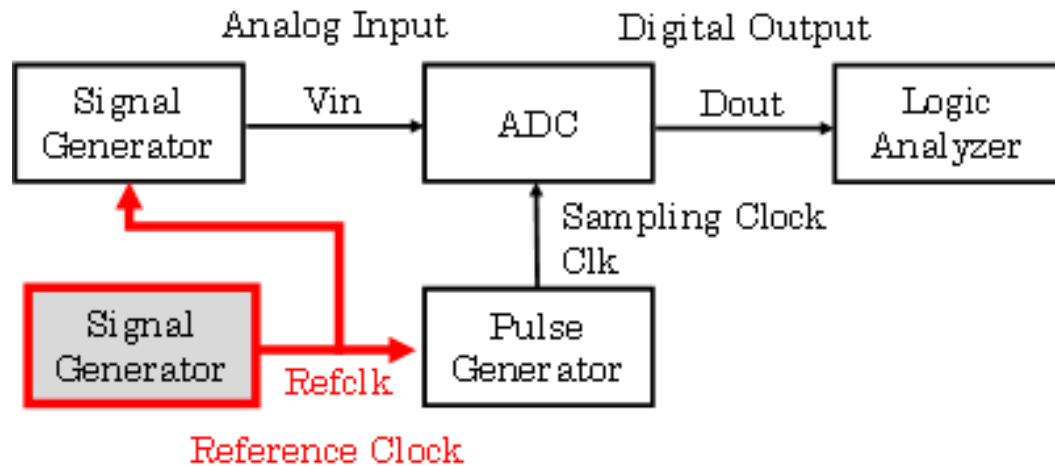 Analog Input
Digital Output
Signal
Generator
Vin
ADC
Dout
Logic
Analyzer
Sampling Clock
Clk
Signal
Generator
Refclk
Pulse
Generator
Reference Clock